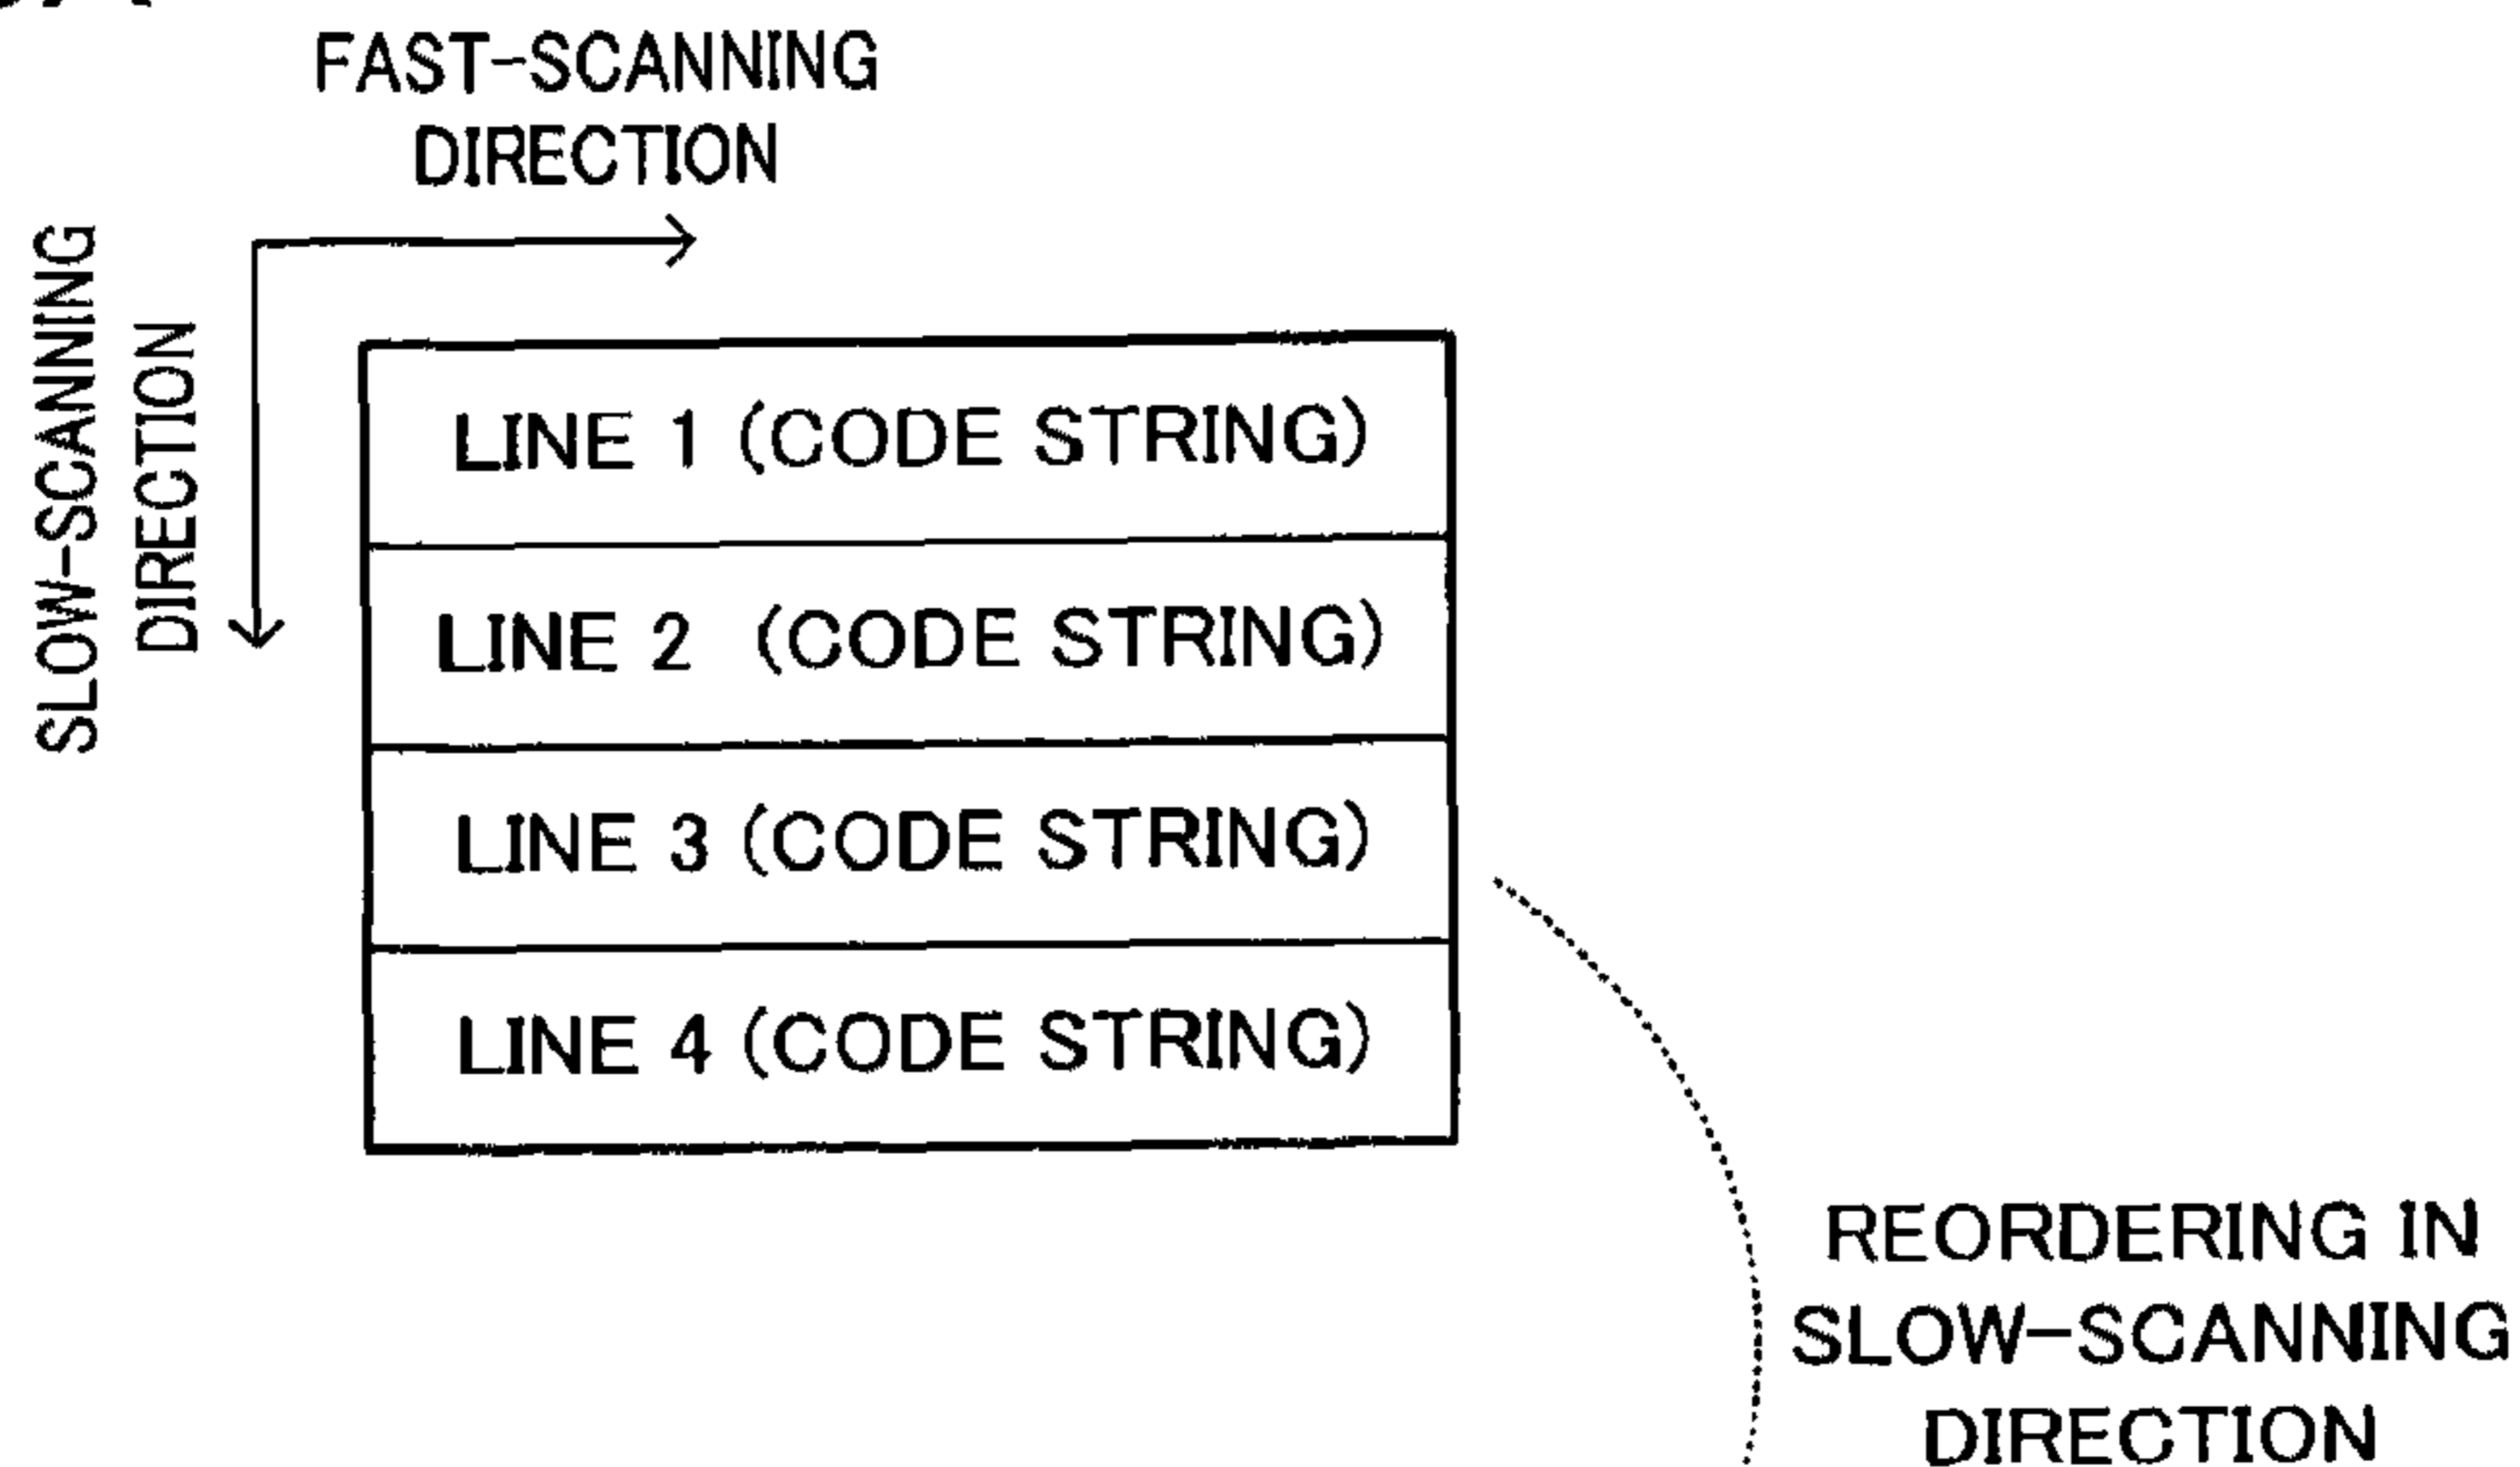 FAST-SCANNING
DIRECTION
SLOW-SCANNING
DIRECTION
LINE 1 (CODE STRING)
LINE 2 (CODE STRING)
LINE 3 (CODE STRING)
LINE 4 (CODE STRING)
REORDERING IN
SLOW-SCANNING
DIRECTION